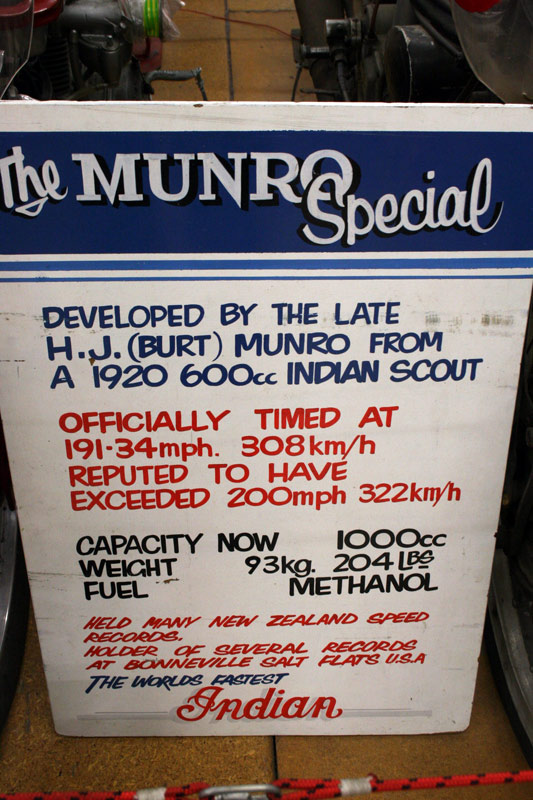 The MUNRO Special
DEVELOPED BY THE LATE
H.J. (BURT) MUNRO FROM
A 1920 600cc INDIAN SCOUT
OFFICIALLY TIMED AT
191·34mph. 308km/h
REPUTED TO HAVE
EXCEEDED 200mph 322km/h
CAPACITY NOW 1000cc
WEIGHT 93kg. 204 LBS
FUEL METHANOL
HELD MANY NEW ZEALAND SPEED
RECORDS.
HOLDER OF SEVERAL RECORDS
AT BONNEVILLE SALT FLATS U.S.A
THE WORLDS FASTEST
Indian